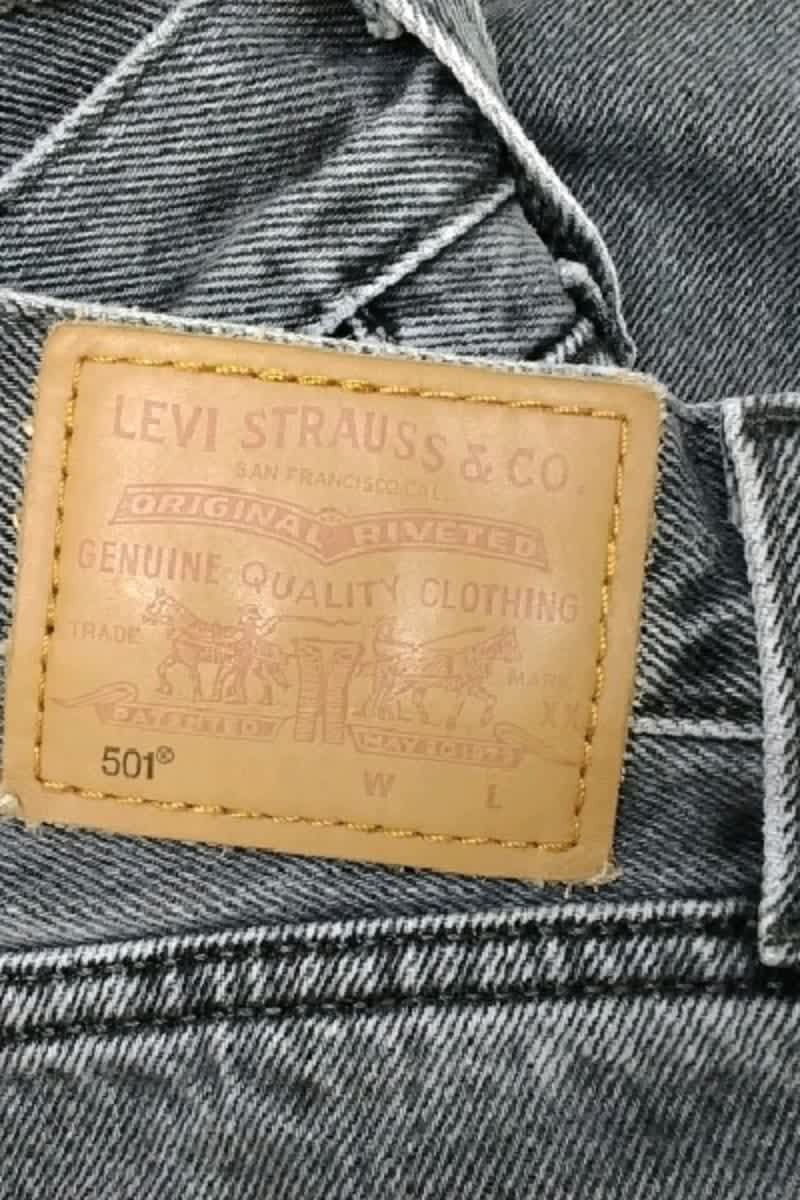 LEVI STRAUSS & CO.
SAN FRANCISCO CAL
ORIGINAL RIVETED
GENUINE QUALITY CLOTHING
TRADE MARK
XX
PATENTED MAY 20 1873
501®
W L